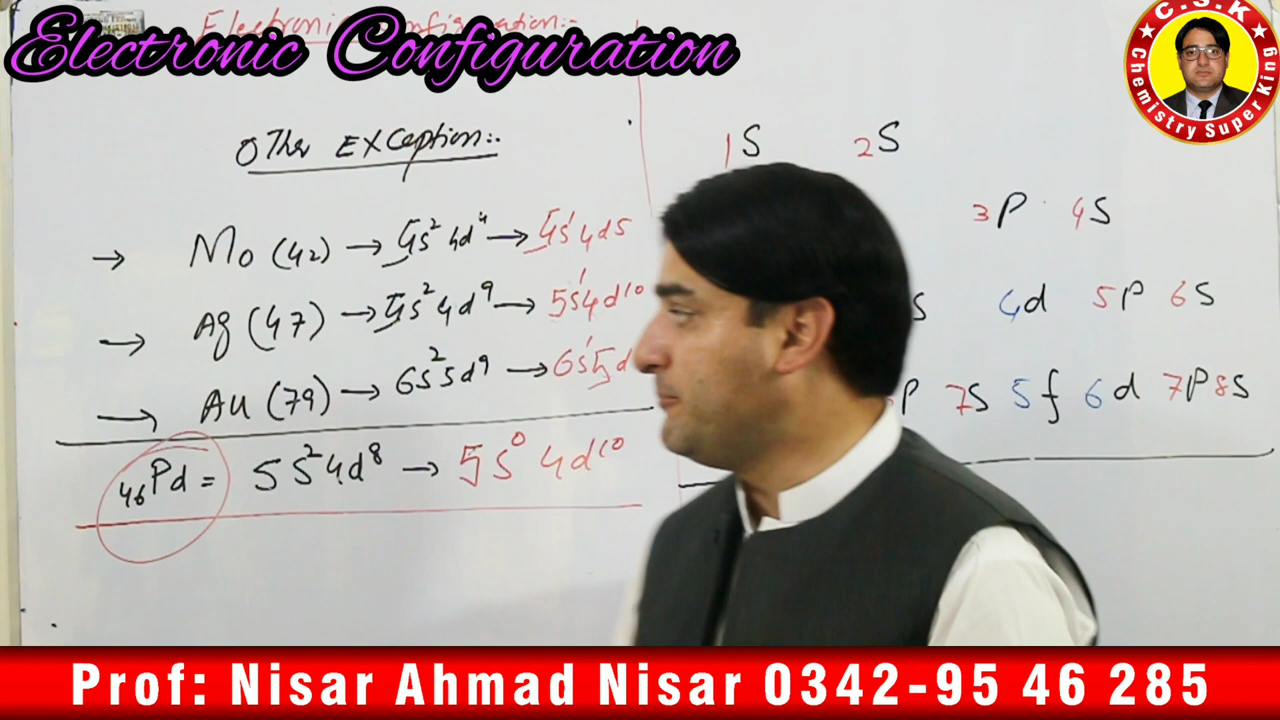 Electronic Configuration:-
Electronic Configuration
C.S.K
Chemistry Super King
Other Exception:-
→ Mo (42) → 5s² 4d⁴ → 5s¹ 4d5
→ Ag (47) → 5s² 4d⁹ → 5s¹ 4d¹⁰
→ Au (79) → 6s² 5d⁹ → 6s¹ 5d
₄₆Pd = 5S² 4d⁸ → 5S⁰ 4d¹⁰
1S 2S
3P 4S
S 4d 5P 6S
P 7S 5f 6d 7P 8S
Prof: Nisar Ahmad Nisar 0342-95 46 285